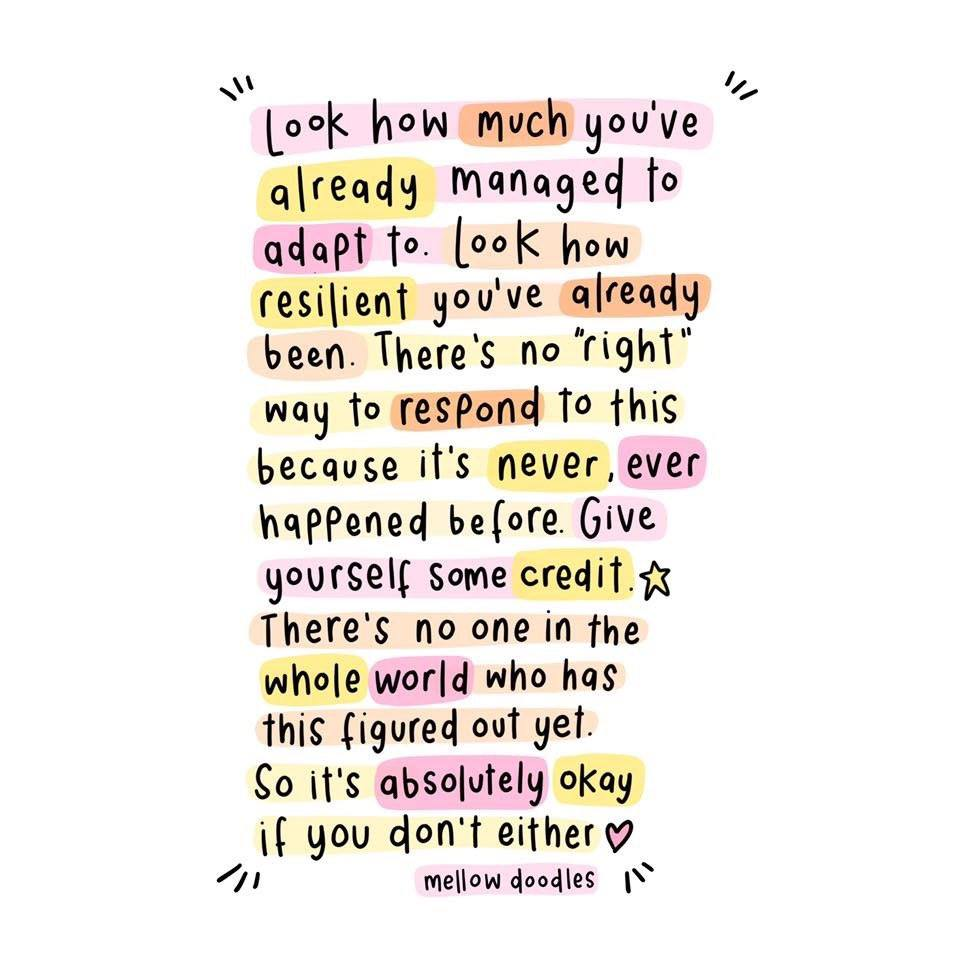 Look how much you've
already managed to
adapt to. Look how
resilient you've already
been. There's no "right"
way to respond to this
because it's never, ever
happened before. Give
yourself some credit.
There's no one in the
whole world who has
this figured out yet.
So it's absolutely okay
if you don't either
mellow doodles